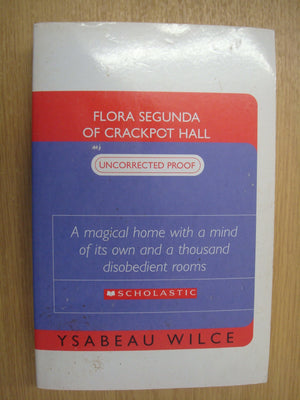 FLORA SEGUNDA
OF CRACKPOT HALL
UNCORRECTED PROOF
A magical home with a mind
of its own and a thousand
disobedient rooms
SCHOLASTIC
YSABEAU WILCE